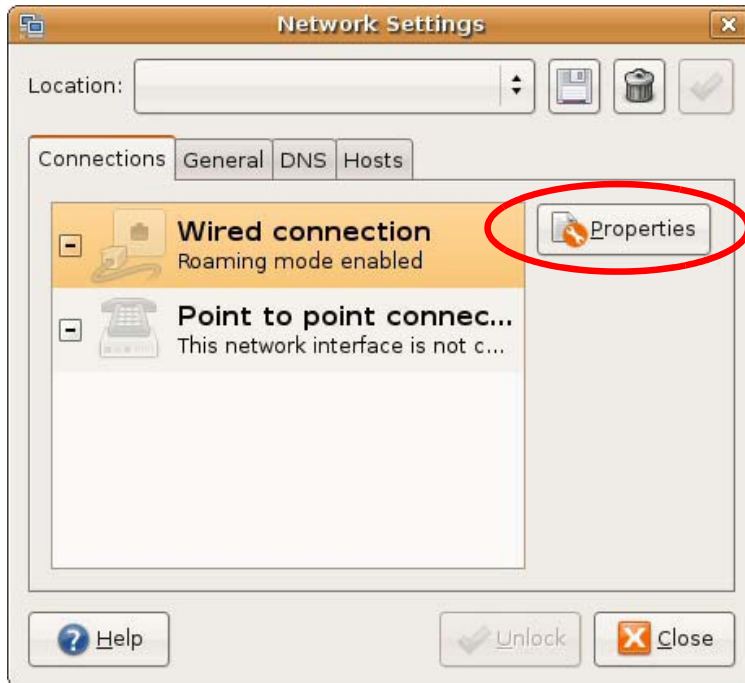 Network Settings
Location:
Connections General DNS Hosts
Wired connection
Roaming mode enabled
Properties
Point to point connec...
This network interface is not c...
Help Unlock Close